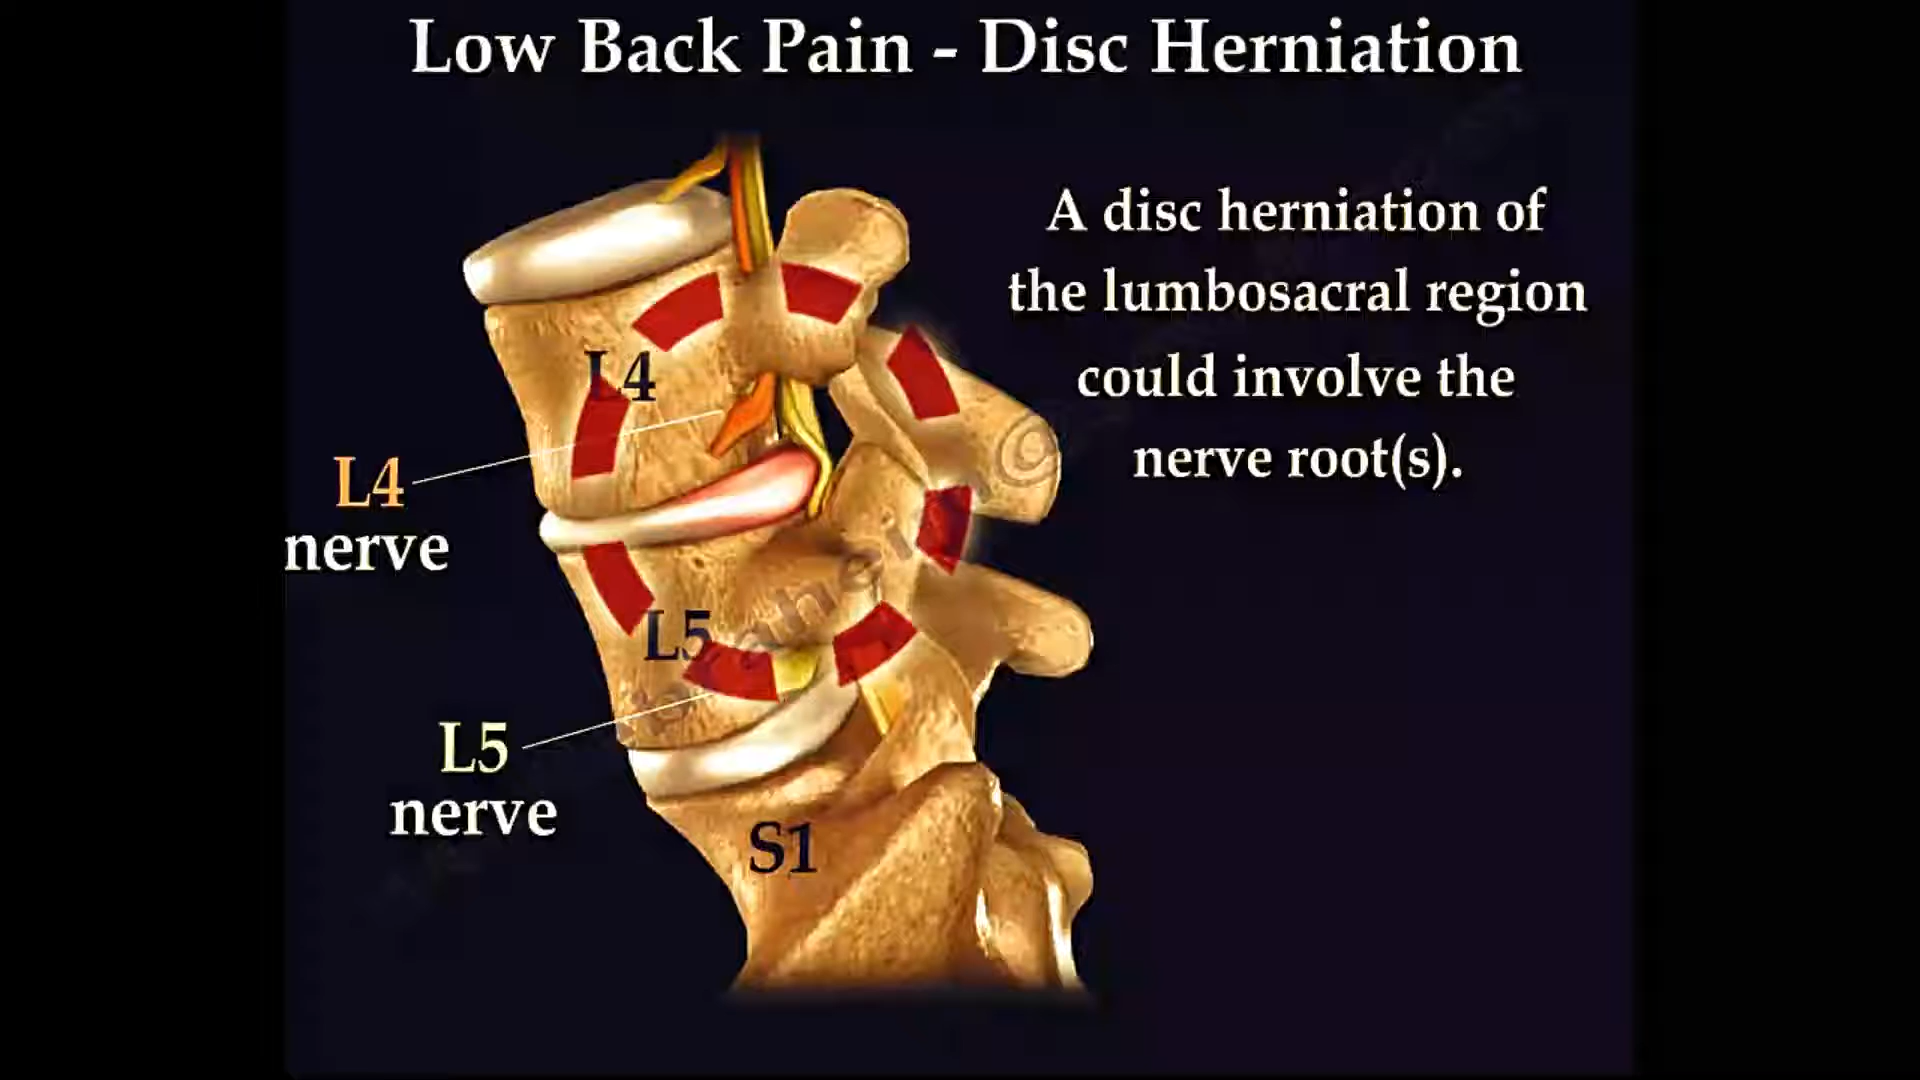 Low Back Pain - Disc Herniation
A disc herniation of
the lumbosacral region
could involve the
nerve root(s).
L4
L4
nerve
L5
L5
nerve
S1